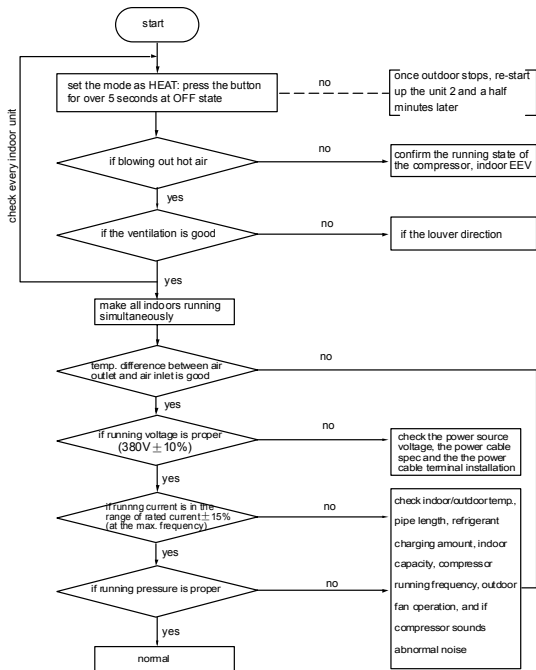 start
set the mode as HEAT: press the button
for over 5 seconds at OFF state
no
once outdoor stops, re-start
up the unit 2 and a half
minutes later
check every indoor unit
if blowing out hot air
no
confirm the running state of
the compressor, indoor EEV
yes
if the ventilation is good
no
if the louver direction
yes
make all indoors running
simultaneously
temp. difference between air
outlet and air inlet is good
no
yes
if running voltage is proper
(380V±10%)
no
check the power source
voltage, the power cable
spec and the the power
cable terminal installation
yes
if runnng current is in the
range of rated current±15%
(at the max. frequency)
no
check indoor/outdoortemp.,
pipe length, refrigerant
charging amount, indoor
capacity, compressor
running frequency, outdoor
fan operation, and if
compressor sounds
abnormal noise
yes
if running pressure is proper
no
yes
normal